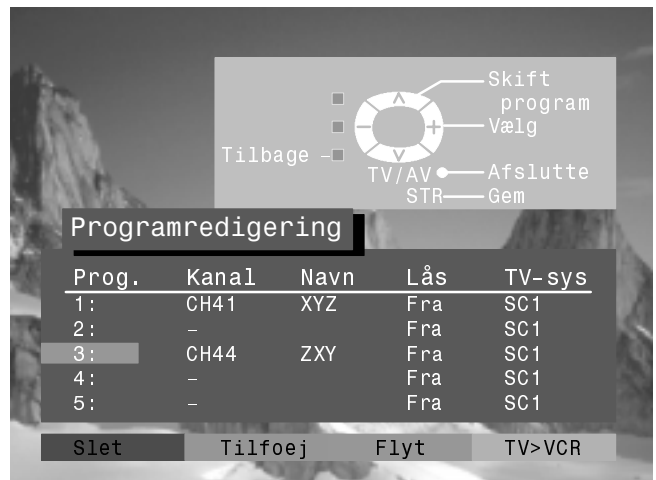 Skift
program
Vælg
Tilbage
TV/AV
Afslutte
STR
Gem
Programredigering
Prog. Kanal Navn Lås TV-sys
1: CH41 XYZ Fra SC1
2: – Fra SC1
3: CH44 ZXY Fra SC1
4: – Fra SC1
5: – Fra SC1
Slet Tilfoej Flyt TV>VCR